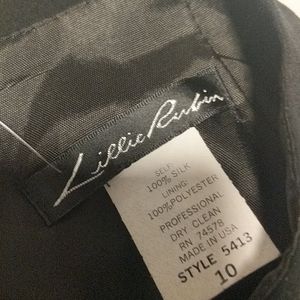 Lillie Rubin
SELF:
100% SILK
LINING:
100%POLYESTER
PROFESSIONAL
DRY CLEAN
RN 74578
MADE IN USA
STYLE 5413
10